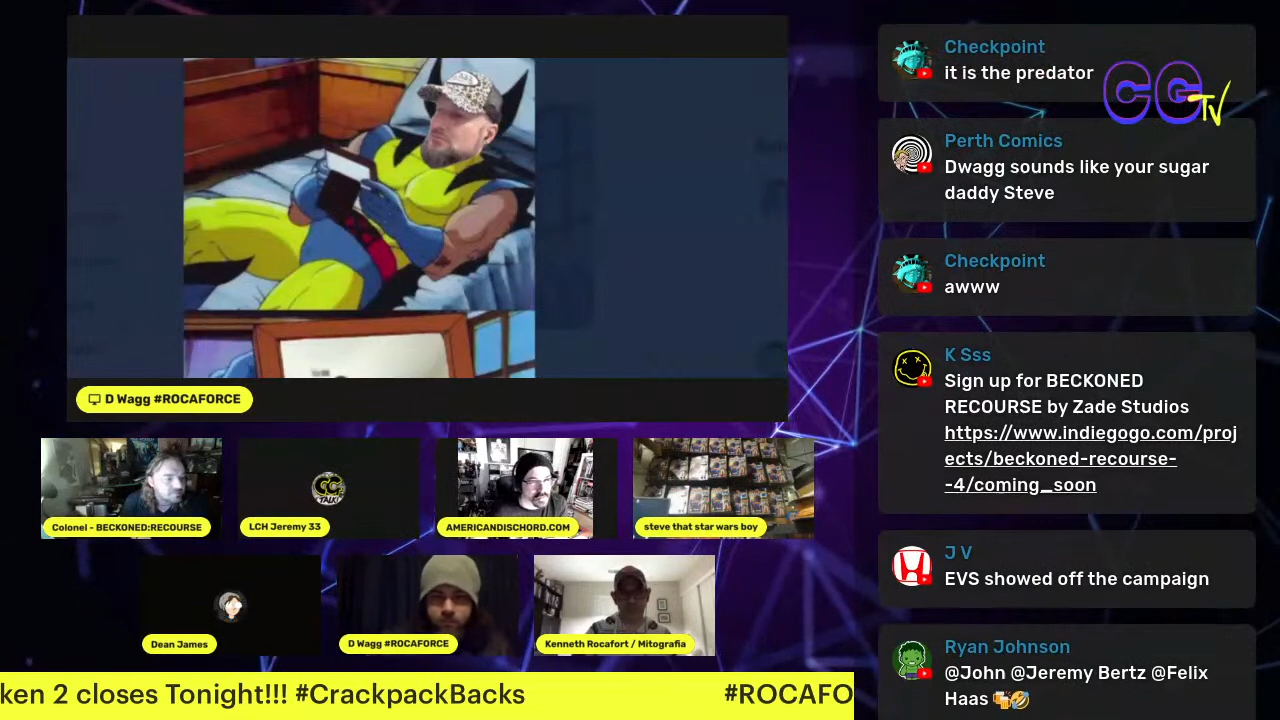 D Wagg #ROCAFORCE
Colonel - BECKONED:RECOURSE
LCH Jeremy 33
AMERICANDISCHORD.COM
steve that star wars boy
Dean James
D Wagg #ROCAFORCE
Kenneth Rocafort / Mitografia
ken 2 closes Tonight!!! #CrackpackBacks #ROCAFO
CG TV
Checkpoint
it is the predator
Perth Comics
Dwagg sounds like your sugar
daddy Steve
Checkpoint
awww
K Sss
Sign up for BECKONED
RECOURSE by Zade Studios
https://www.indiegogo.com/proj
ects/beckoned-recourse-
-4/coming_soon
J V
EVS showed off the campaign
Ryan Johnson
@John @Jeremy Bertz @Felix
Haas 🍻🤣